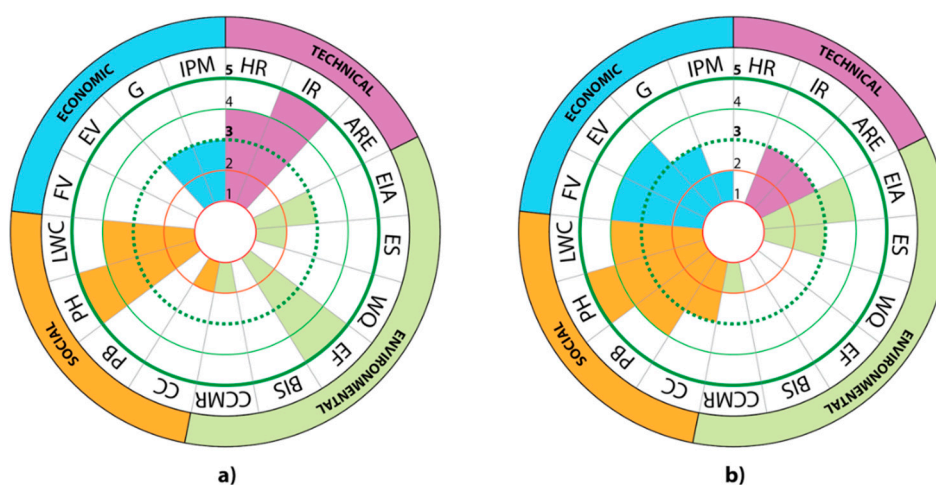 ECONOMIC
TECHNICAL
ENVIRONMENTAL
SOCIAL
IPM
HR
IR
ARE
EIA
ES
WQ
EF
BIS
CCMR
CC
PB
PH
LWC
FV
EV
G
5
4
3
2
1
a)
ECONOMIC
TECHNICAL
ENVIRONMENTAL
SOCIAL
IPM
HR
IR
ARE
EIA
ES
WQ
EF
BIS
CCMR
CC
PB
PH
LWC
FV
EV
G
5
4
3
2
1
b)